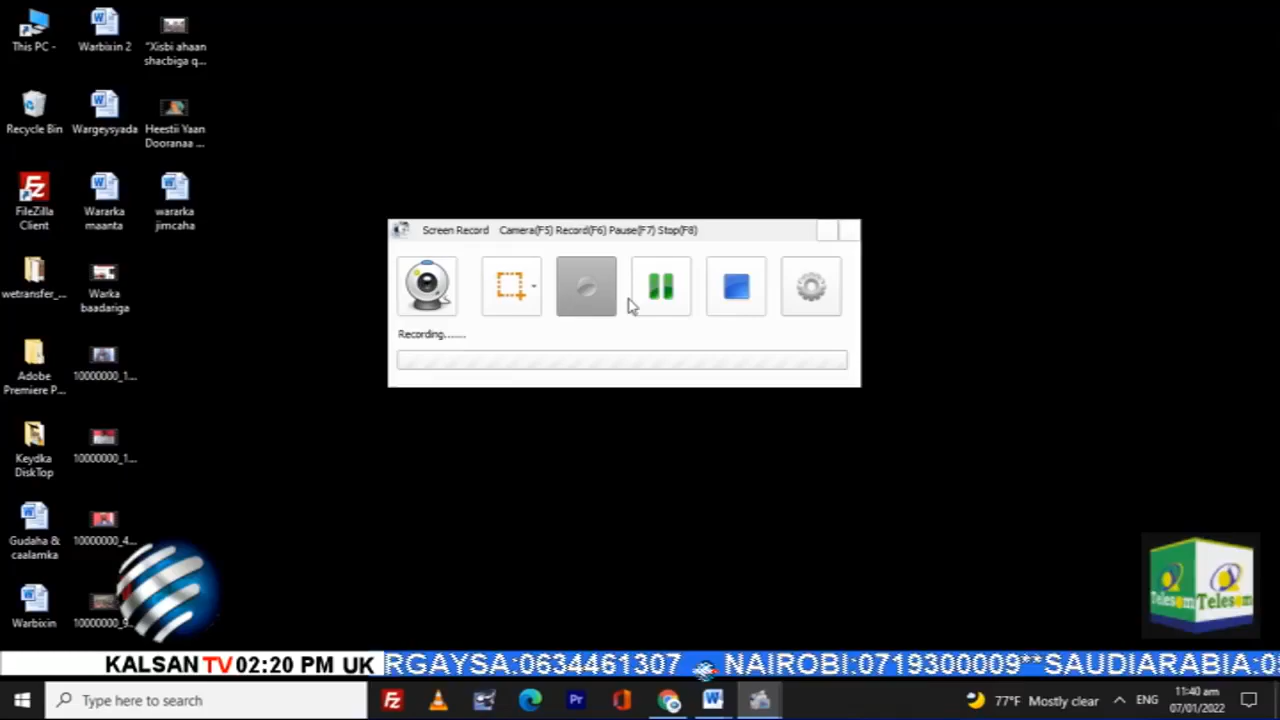 This PC -
Warbixin 2
"Xisbi ahaan
shacbiga q...
Recycle Bin
Wargeysyada
Heestii Yaan
Dooranaa ...
FileZilla
Client
Wararka
maanta
wararka
jimcaha
wetransfer_...
Warka
baadariga
Adobe
Premiere P...
10000000_1...
Keydka
DiskTop
10000000_1...
Gudaha &
caalamka
10000000_4...
Warbixin
10000000_9...
Screen Record Camera(F5) Record(F6) Pause(F7) Stop(F8)
Recording.......
Telesom Telesom
KALSAN TV 02:20 PM UK
RGAYSA:0634461307 NAIROBI:0719300009**SAUDIARABIA:0
Type here to search
Pr
77°F Mostly clear
ENG
11:40 am
07/01/2022